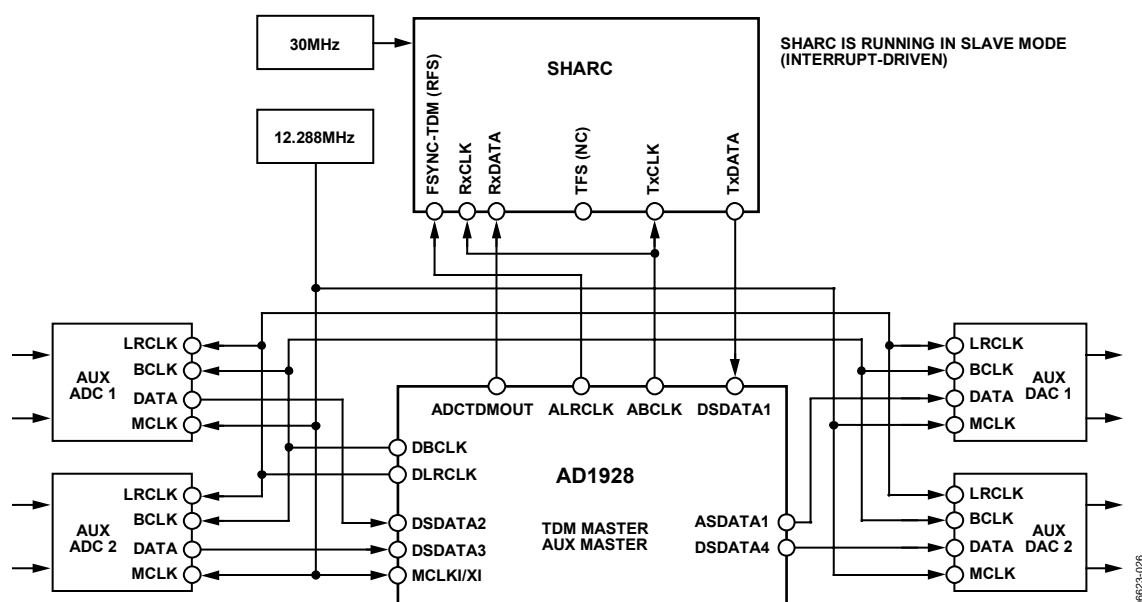 30MHz
SHARC
SHARC IS RUNNING IN SLAVE MODE
(INTERRUPT-DRIVEN)
12.288MHz
FSYNC-TDM (RFS)
RxCLK
RxDATA
TFS (NC)
TxCLK
TxDATA
LRCLK
BCLK
DATA
MCLK
AUX
ADC 1
ADCTDMOUT
ALRCLK
ABCLK
DSDATA1
LRCLK
BCLK
DATA
MCLK
AUX
DAC 1
DBCLK
DLRCLK
AD1928
LRCLK
BCLK
DATA
MCLK
AUX
ADC 2
DSDATA2
DSDATA3
MCLKI/XI
TDM MASTER
AUX MASTER
ASDATA1
DSDATA4
LRCLK
BCLK
DATA
MCLK
AUX
DAC 2
06623-026